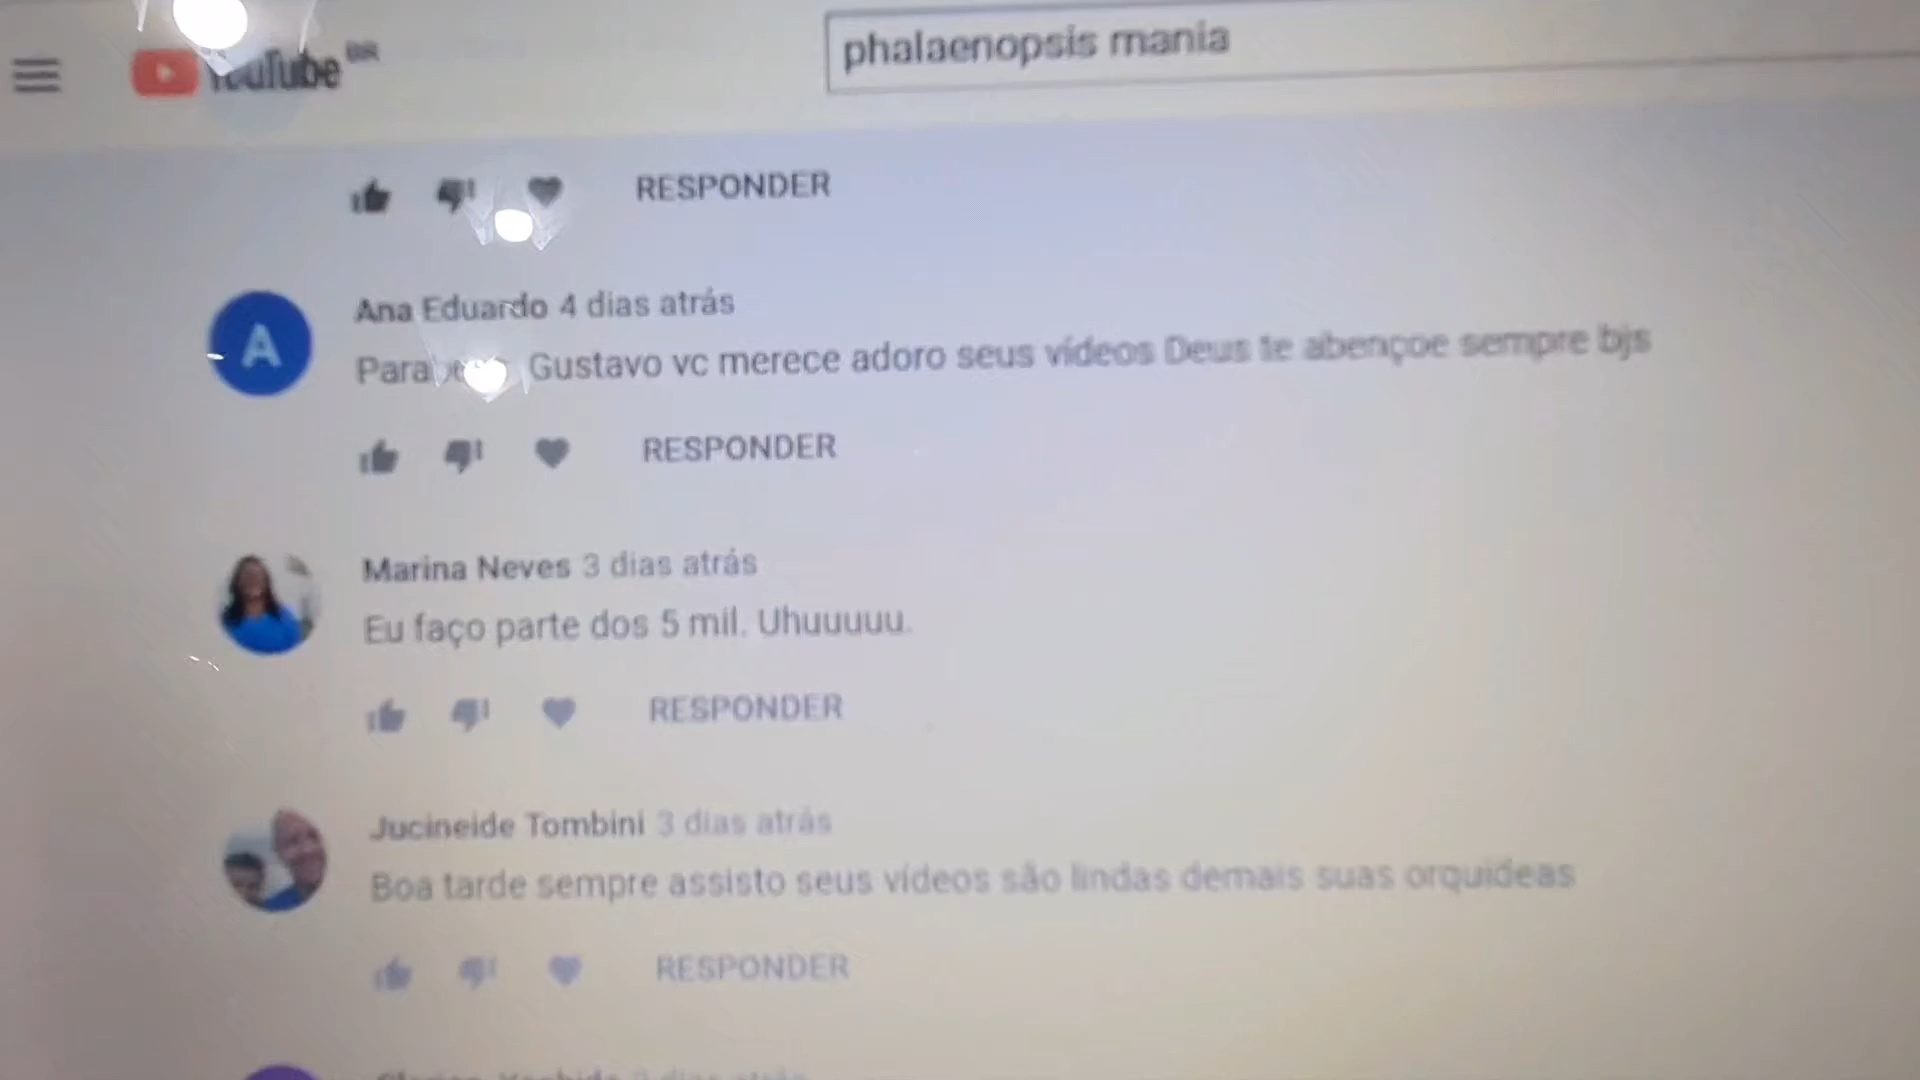 YouTube BR
phalaenopsis mania
RESPONDER
Ana Eduardo 4 dias atrás
Gustavo vc merece adoro seus vídeos Deus te abençoe sempre bjs
RESPONDER
Marina Neves 3 dias atrás
Eu faço parte dos 5 mil. Uhuuuuu.
RESPONDER
Jucineide Tombini 3 dias atrás
Boa tarde sempre assisto seus vídeos são lindas demais suas orquideas
RESPONDER